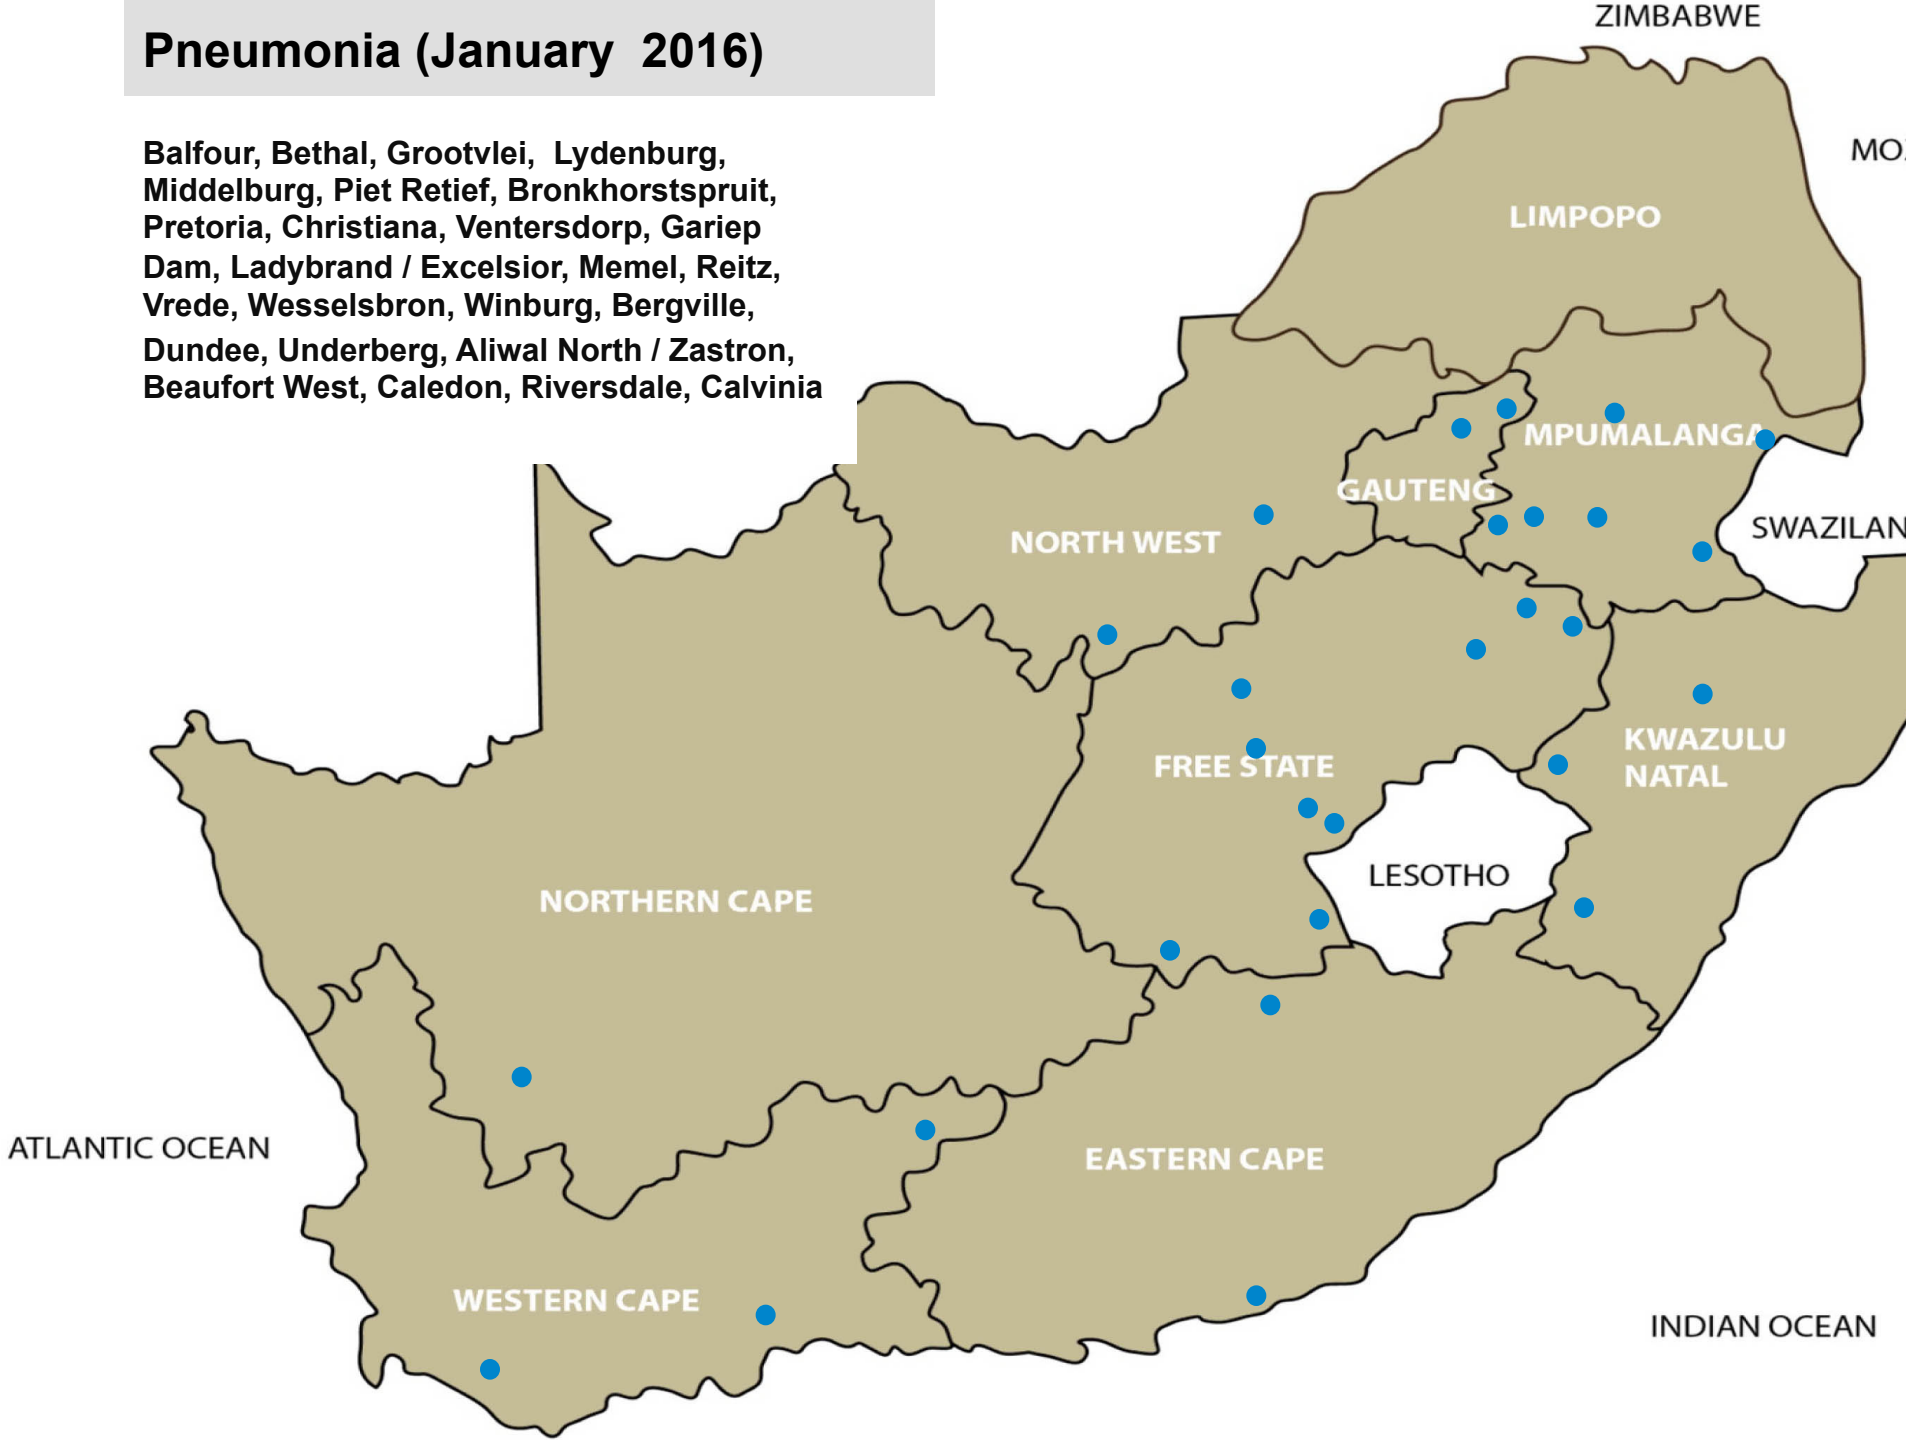 Pneumonia (January  2016)
Balfour, Bethal, Grootvlei,  Lydenburg,
Middelburg, Piet Retief, Bronkhorstspruit,
Pretoria, Christiana, Ventersdorp, Gariep
Dam, Ladybrand / Excelsior, Memel, Reitz,
Vrede, Wesselsbron, Winburg, Bergville,
Dundee, Underberg, Aliwal North / Zastron,
Beaufort West, Caledon, Riversdale, Calvinia
ZIMBABWE
MOZ
LIMPOPO
MPUMALANGA
GAUTENG
SWAZILAN
NORTH WEST
KWAZULU
NATAL
FREE STATE
LESOTHO
NORTHERN CAPE
ATLANTIC OCEAN
EASTERN CAPE
WESTERN CAPE
INDIAN OCEAN